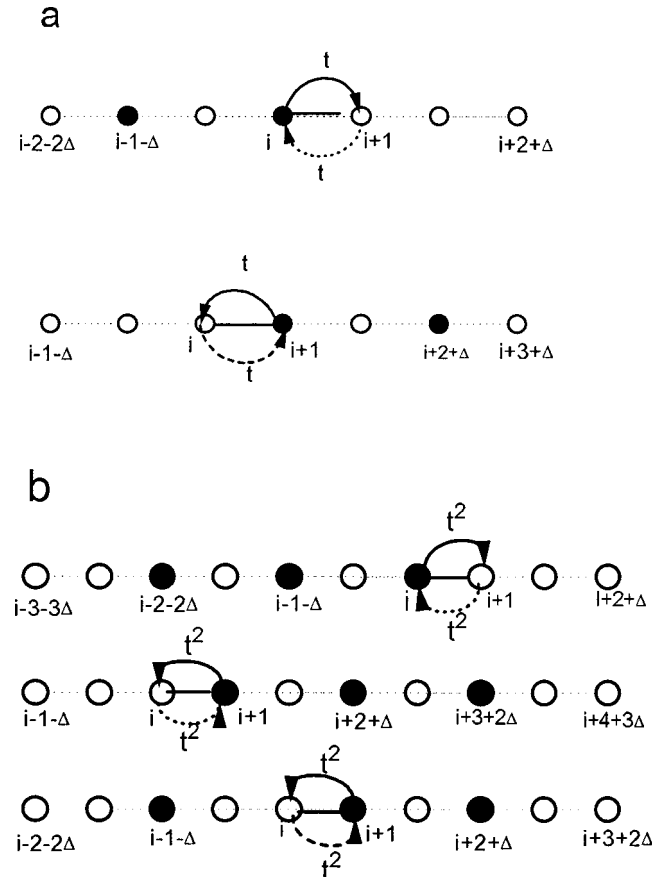 a
t
i-2-2Δ i-1-Δ i i+1 i+2+Δ
t
t
i-1-Δ i i+1 i+2+Δ i+3+Δ
t
b
t²
i-3-3Δ i-2-2Δ i-1-Δ i i+1 i+2+Δ
t²
t²
i-1-Δ i i+1 i+2+Δ i+3+2Δ i+4+3Δ
t²
t²
i-2-2Δ i-1-Δ i i+1 i+2+Δ i+3+2Δ
t²